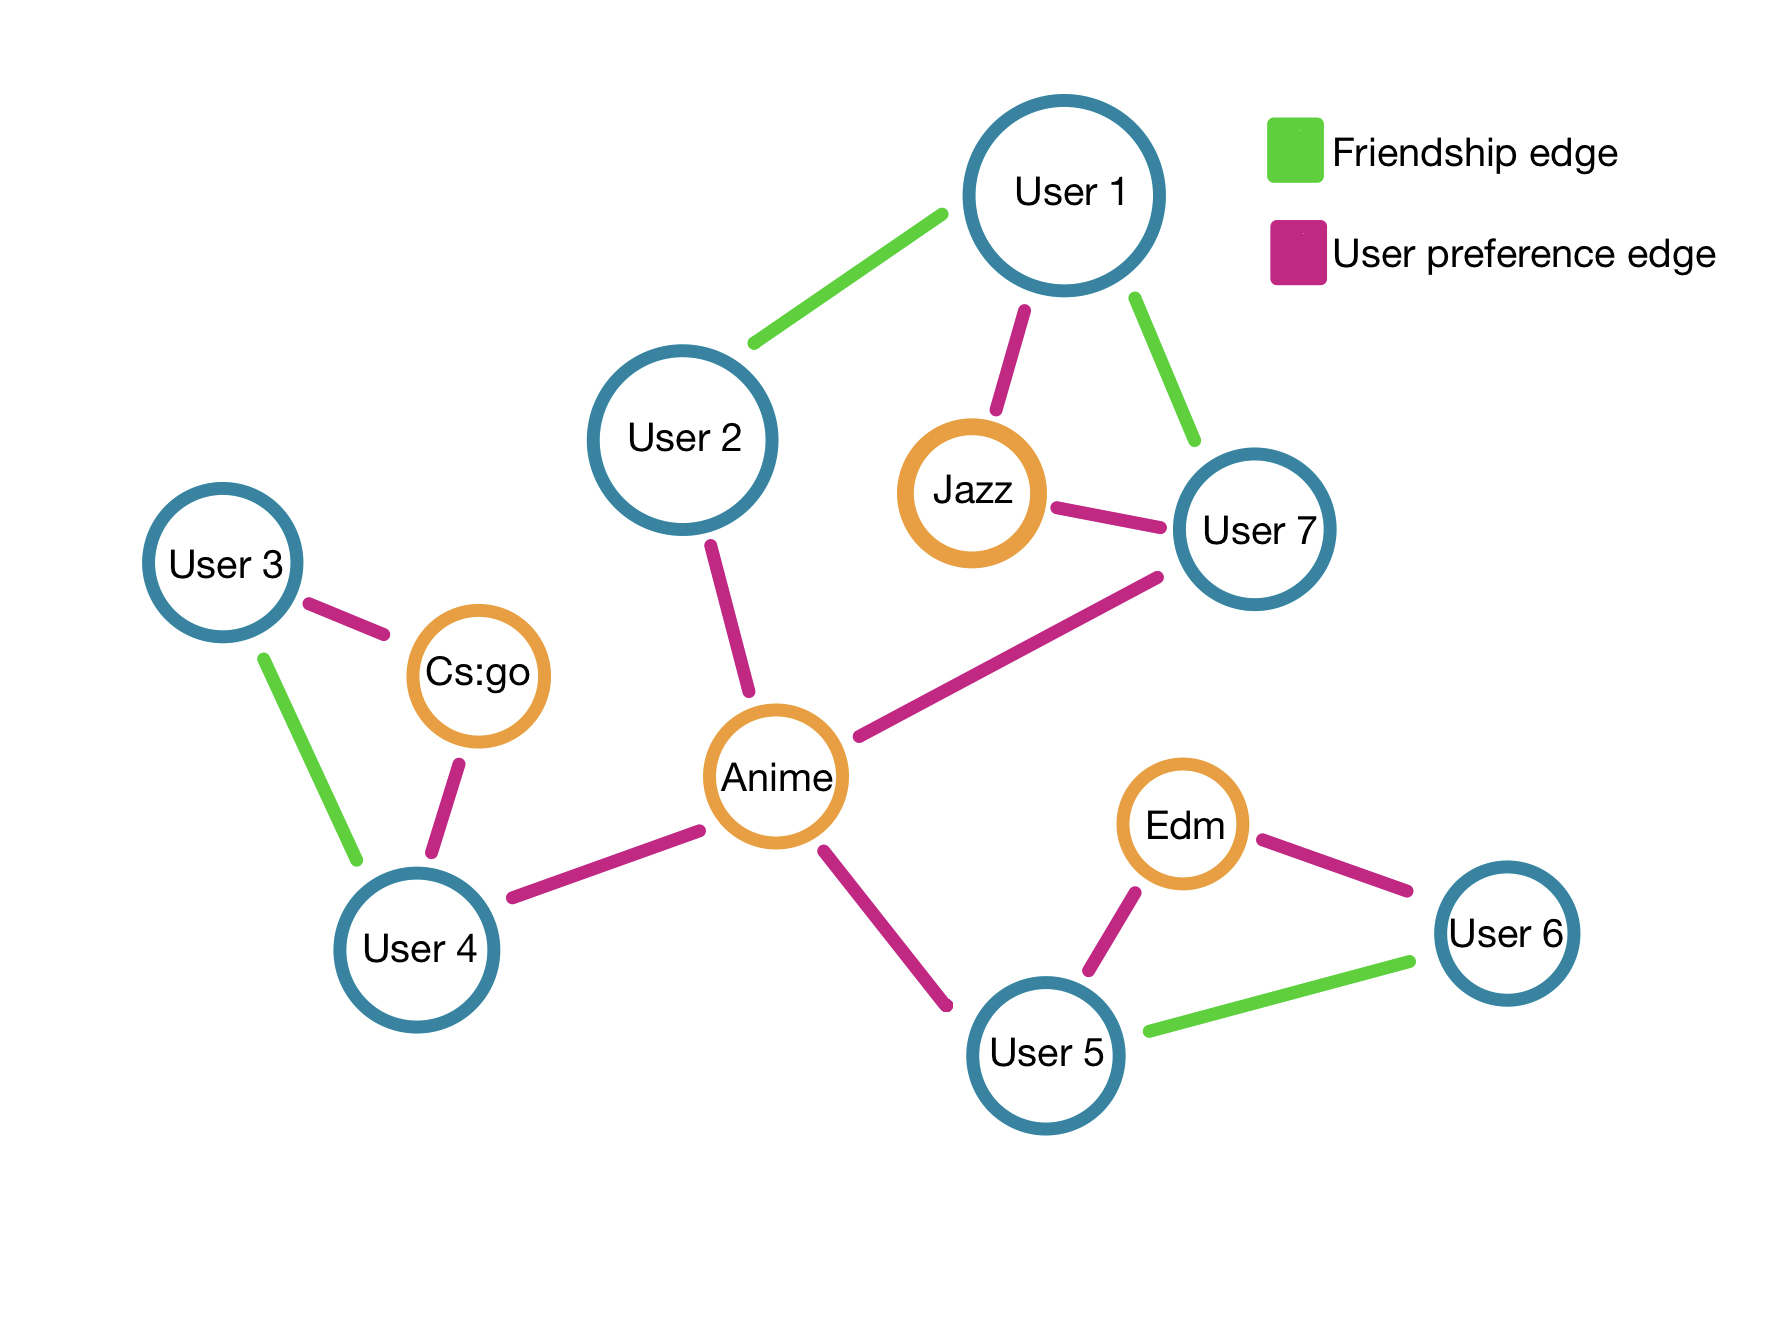 User 1
Friendship edge
User preference edge
User 2
Jazz
User 7
User 3
Cs:go
Anime
Edm
User 4
User 6
User 5